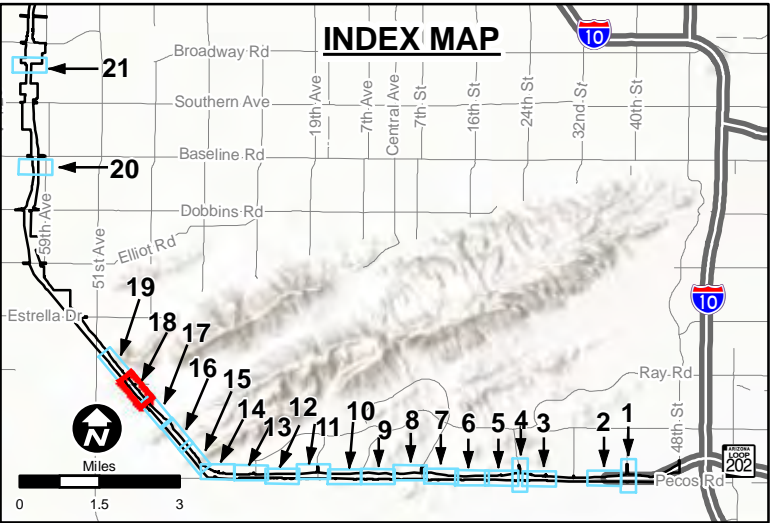 INDEX MAP
10
21
Broadway Rd
Southern Ave
19th Ave
7th Ave
Central Ave
7th St
16th St
24th St
32nd St
40th St
20
Baseline Rd
59th Ave
Dobbins Rd
51st Ave
Elliot Rd
Estrella Dr
19
18
17
16
15
14
13
12
11
10
9
8
7
6
5
4
3
2
1
10
Ray Rd
48th St
N
Miles
0 1.5 3
Pecos Rd
ARIZONA
LOOP
202